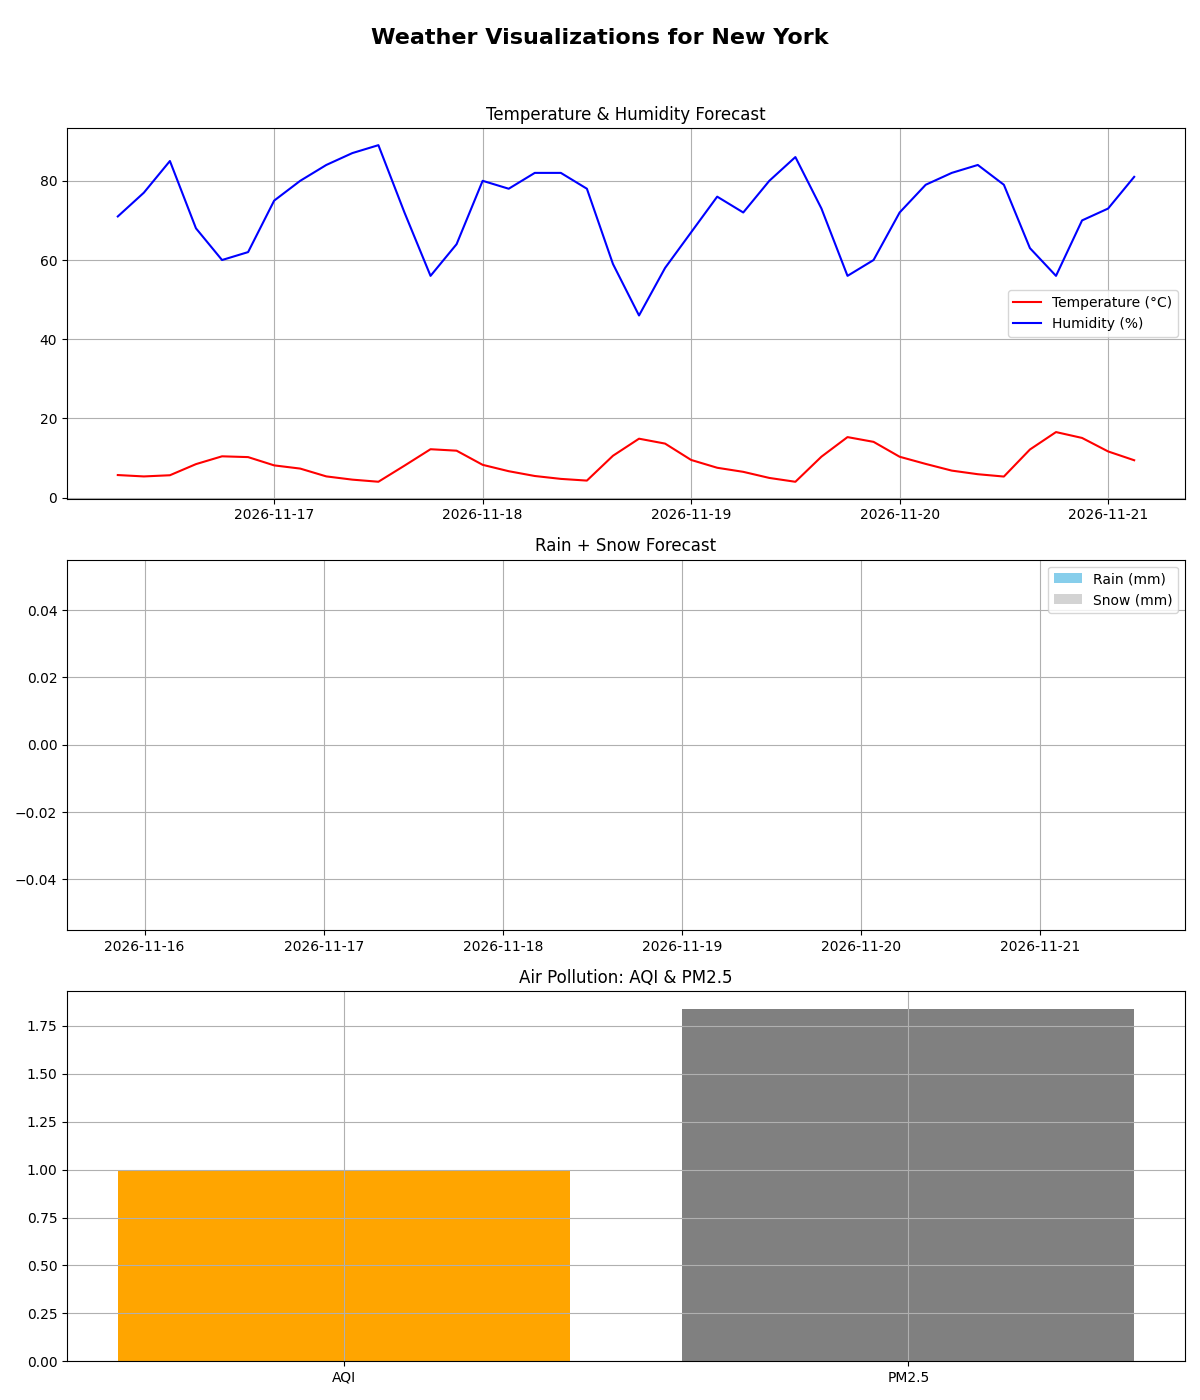 Weather Visualizations for New York
Temperature & Humidity Forecast
80
60
40
20
0
Temperature (°C)
Humidity (%)
2026-11-17 2026-11-18 2026-11-19 2026-11-20 2026-11-21
Rain + Snow Forecast
Rain (mm)
Snow (mm)
0.04
0.02
0.00
−0.02
−0.04
2026-11-16 2026-11-17 2026-11-18 2026-11-19 2026-11-20 2026-11-21
Air Pollution: AQI & PM2.5
1.75
1.50
1.25
1.00
0.75
0.50
0.25
0.00
AQI PM2.5